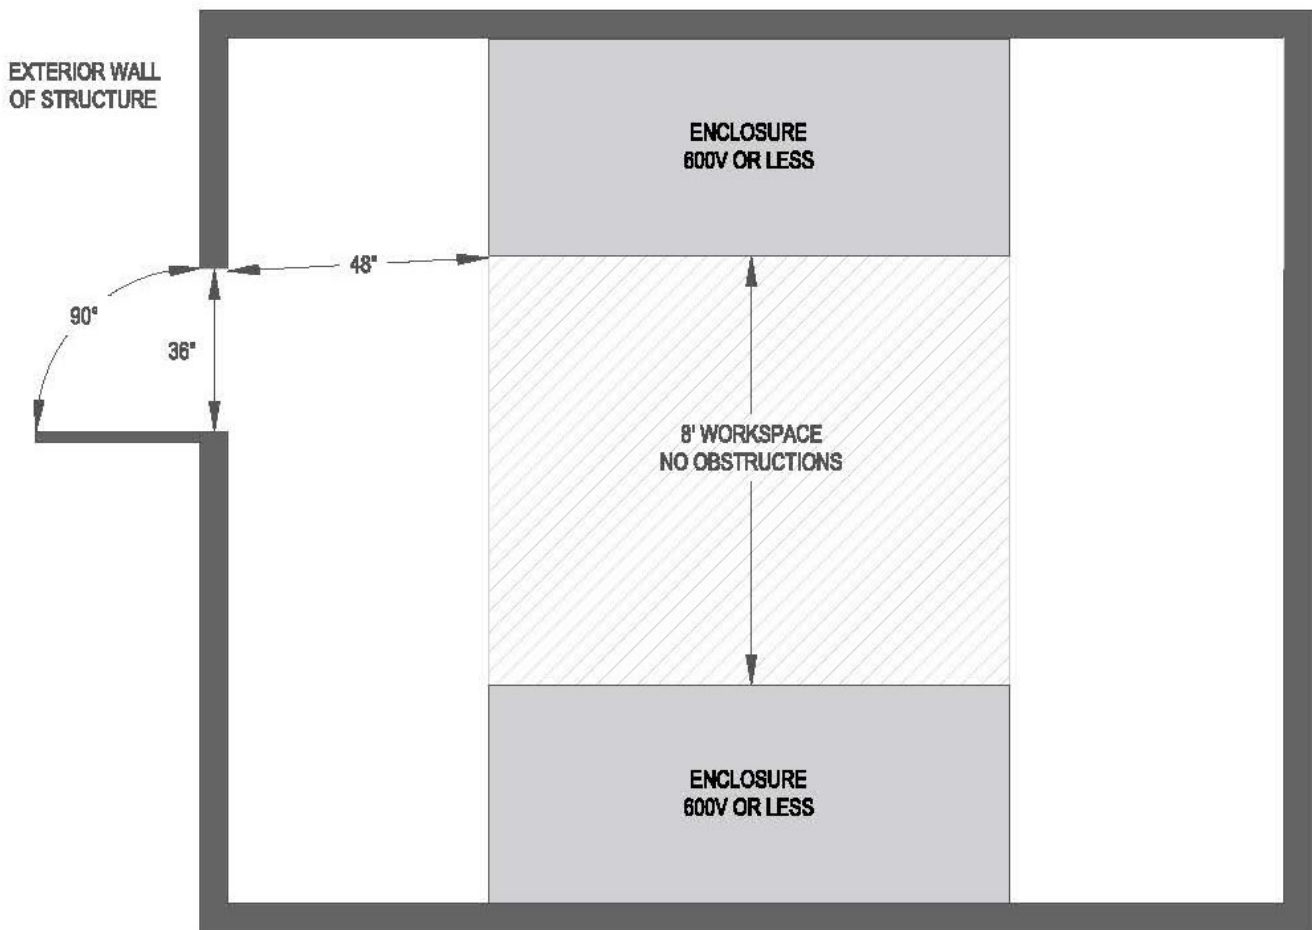 EXTERIOR WALL
OF STRUCTURE
ENCLOSURE
600V OR LESS
48"
90°
36"
8' WORKSPACE
NO OBSTRUCTIONS
ENCLOSURE
600V OR LESS